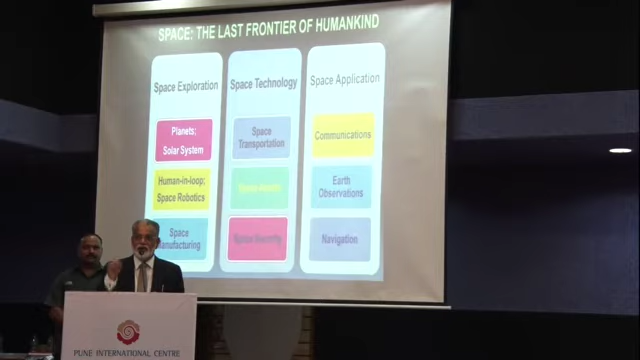 SPACE: THE LAST FRONTIER OF HUMANKIND
Space Exploration
Planets;
Solar System
Human-in-loop;
Space Robotics
Space
Manufacturing
Space Technology
Space
Transportation
Space
Space Security
Space Application
Communications
Earth
Observations
Navigation
PUNE INTERNATIONAL CENTRE